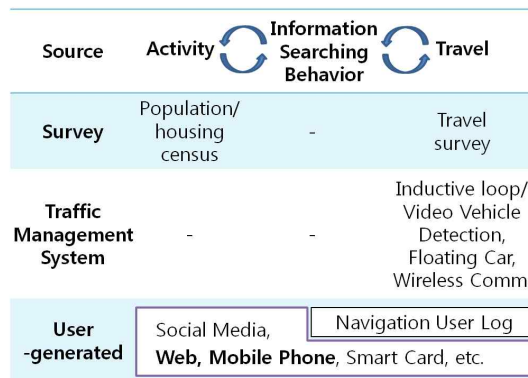 Source Activity Information Searching Behavior Travel
Survey Population/ housing census - Travel survey
Traffic Management System - - Inductive loop/ Video Vehicle Detection, Floating Car, Wireless Comm
User -generated Social Media, Navigation User Log
Web, Mobile Phone, Smart Card, etc.